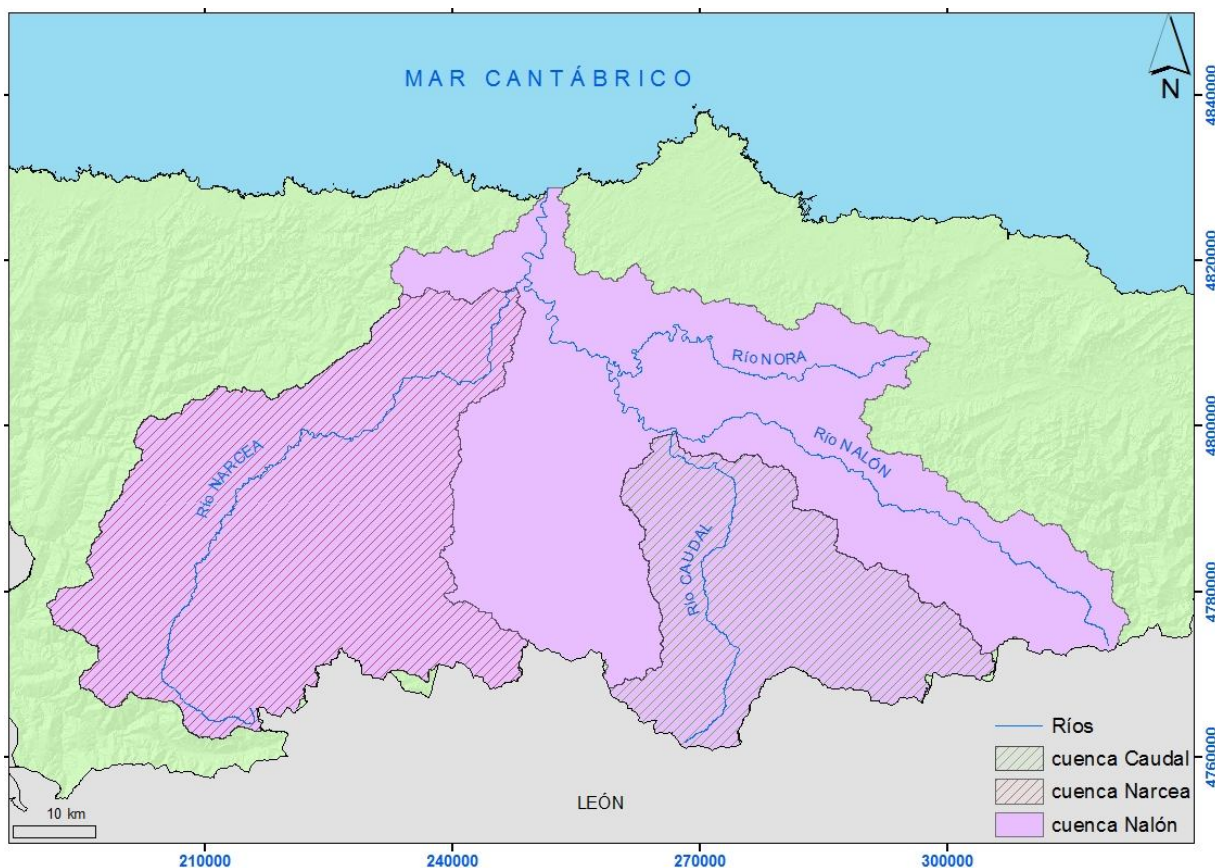 MAR CANTÁBRICO
N
4840000
4820000
Río NORA
4800000
Río NALÓN
Río NARCEA
Río CAUDAL
4780000
Ríos
cuenca Caudal
4760000
cuenca Narcea
LEÓN
10 km
cuenca Nalón
210000
240000
270000
300000